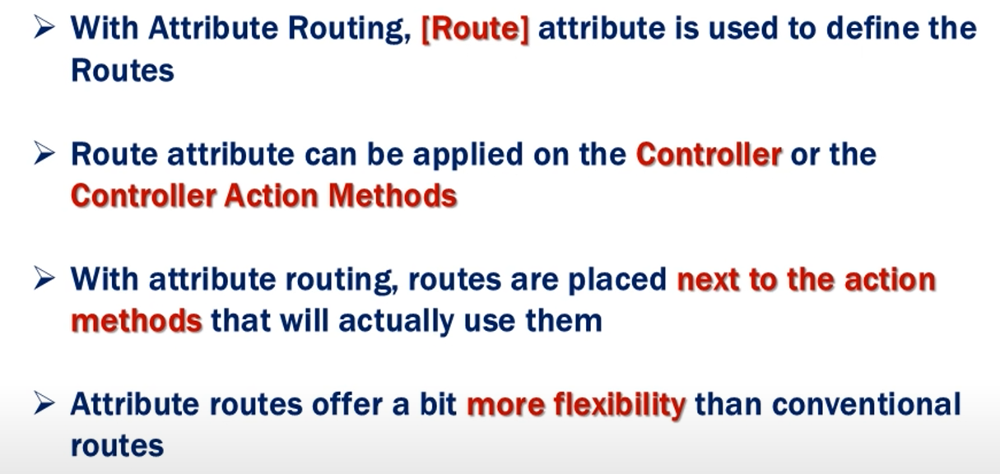 ➢ With Attribute Routing, [Route] attribute is used to define the
Routes
➢ Route attribute can be applied on the Controller or the
Controller Action Methods
➢ With attribute routing, routes are placed next to the action
methods that will actually use them
➢ Attribute routes offer a bit more flexibility than conventional
routes